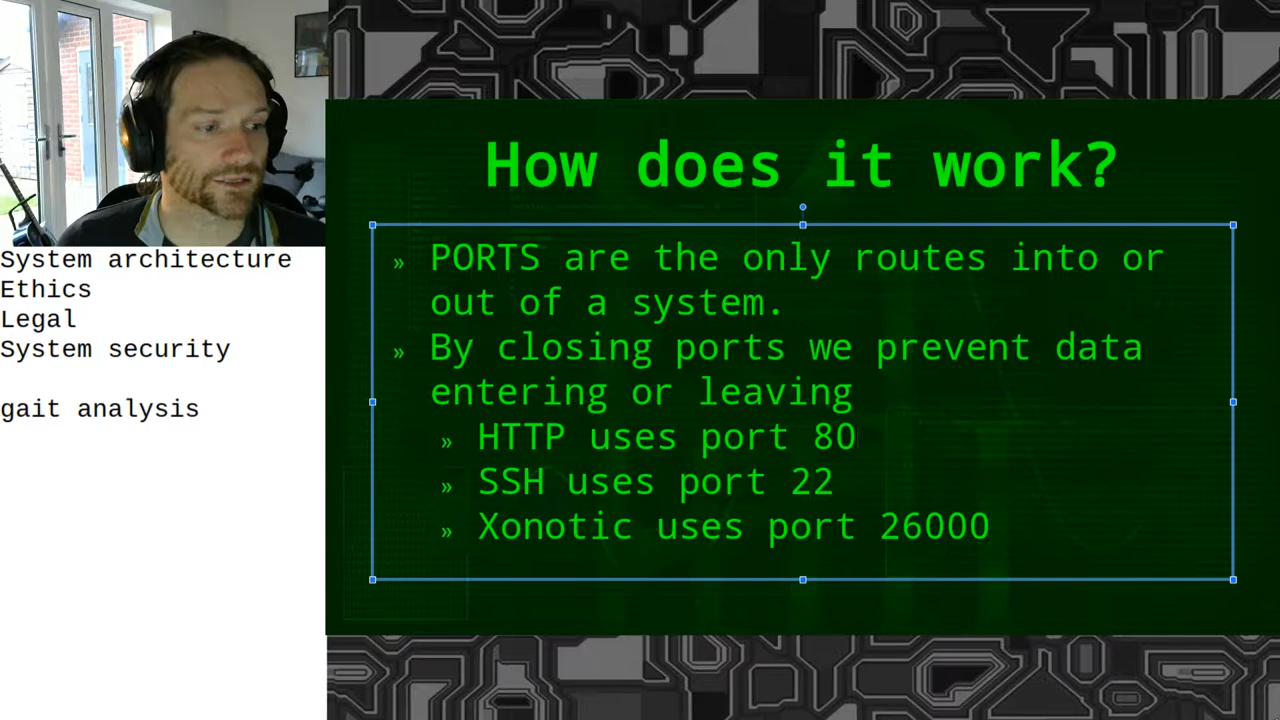 System architecture
Ethics
Legal
System security
gait analysis
How does it work?
» PORTS are the only routes into or
out of a system.
» By closing ports we prevent data
entering or leaving
» HTTP uses port 80
» SSH uses port 22
» Xonotic uses port 26000